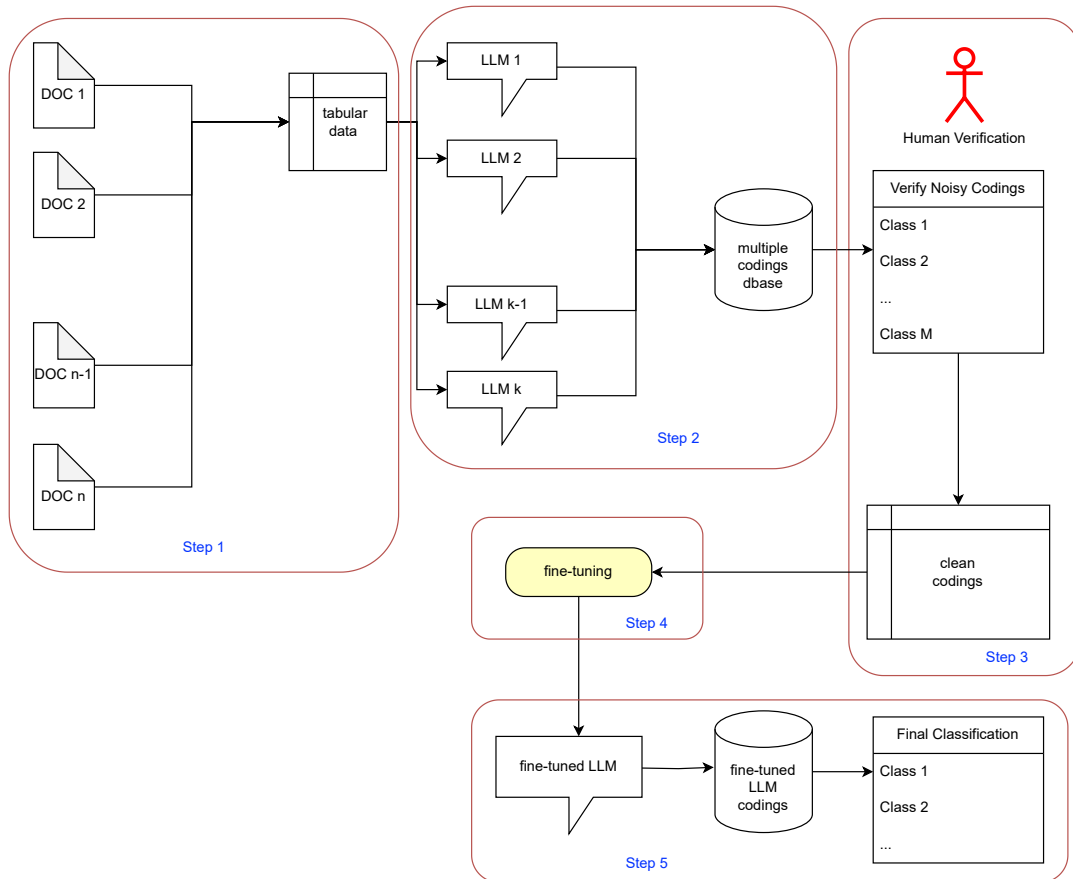 DOC 1
DOC 2
DOC n-1
DOC n
tabular
data
Step 1
LLM 1
LLM 2
LLM k-1
LLM k
multiple
codings
dbase
Step 2
Human Verification
Verify Noisy Codings
Class 1
Class 2
...
Class M
clean
codings
Step 3
fine-tuning
Step 4
fine-tuned LLM
fine-tuned
LLM
codings
Final Classification
Class 1
Class 2
...
Step 5